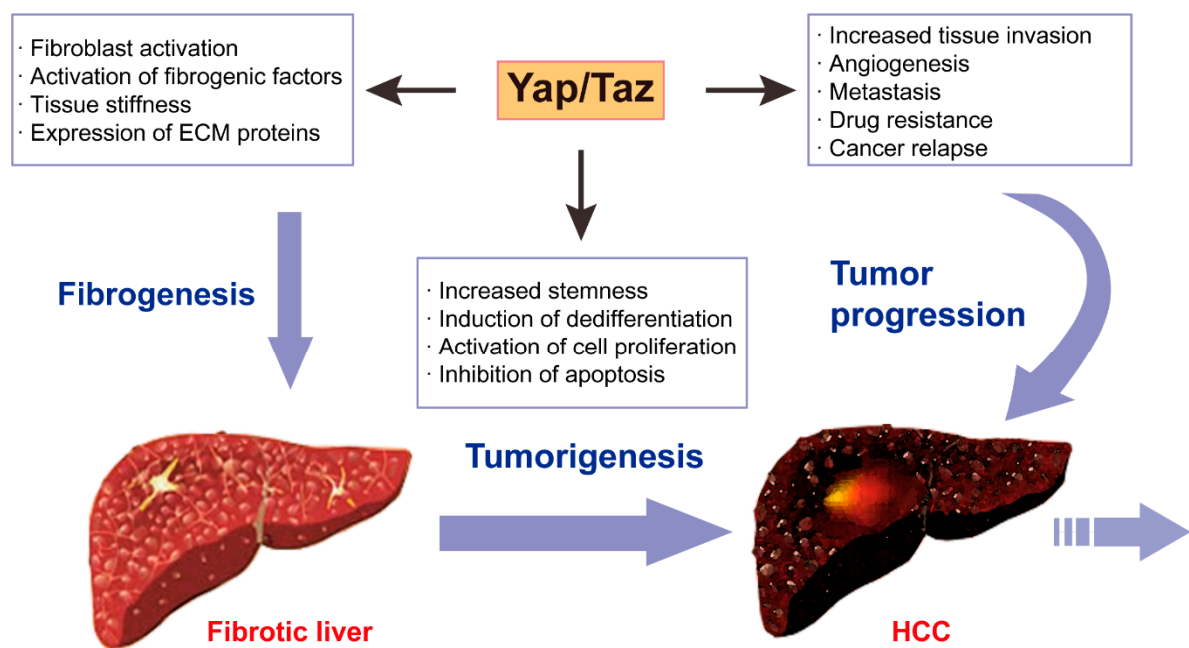 · Fibroblast activation
· Activation of fibrogenic factors
· Tissue stiffness
· Expression of ECM proteins
Yap/Taz
· Increased tissue invasion
· Angiogenesis
· Metastasis
· Drug resistance
· Cancer relapse
Fibrogenesis
· Increased stemness
· Induction of dedifferentiation
· Activation of cell proliferation
· Inhibition of apoptosis
Tumor
progression
Tumorigenesis
Fibrotic liver
HCC